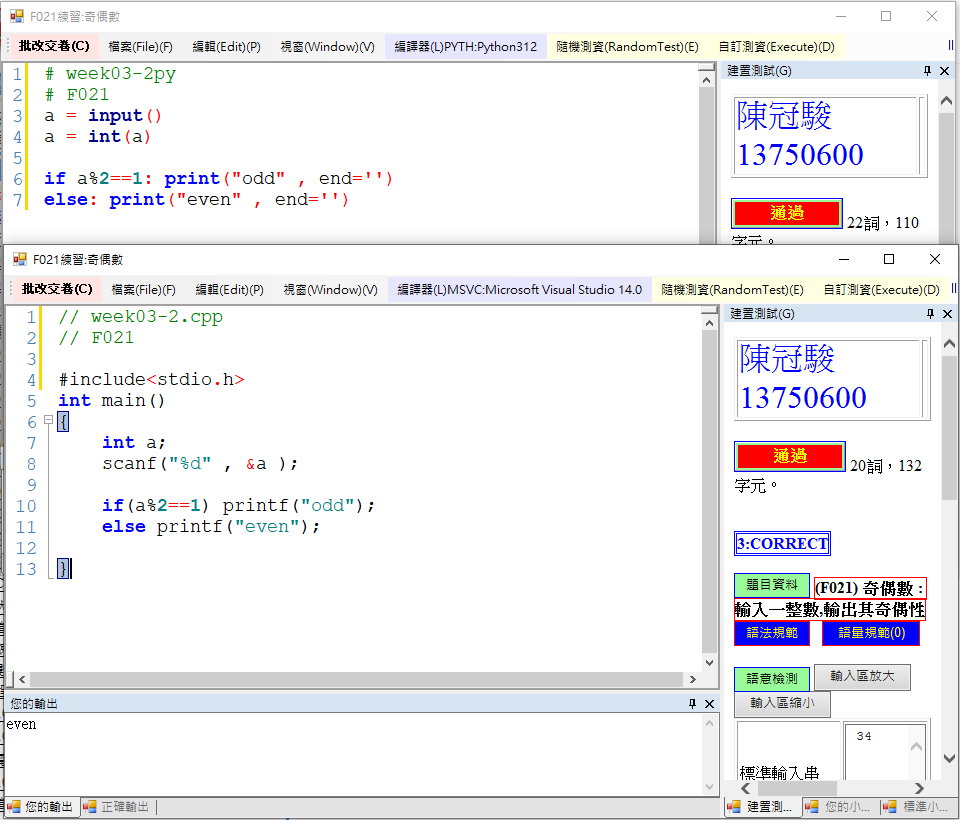 F021練習:奇偶數
批改交卷(C) 檔案(File)(F) 編輯(Edit)(P) 視窗(Window)(V) 編譯器(L)PYTH:Python312 隨機測資(RandomTest)(E) 自訂測資(Execute)(D)
1 # week03-2py
2 # F021
3 a = input()
4 a = int(a)
5
6 if a%2==1: print("odd" , end='')
7 else: print("even" , end='')
建置測試(G)
陳冠駿
13750600
通過 22詞，110
字元。
F021練習:奇偶數
批改交卷(C) 檔案(File)(F) 編輯(Edit)(P) 視窗(Window)(V) 編譯器(L)MSVC:Microsoft Visual Studio 14.0 隨機測資(RandomTest)(E) 自訂測資(Execute)(D)
1 // week03-2.cpp
2 // F021
3
4 #include<stdio.h>
5 int main()
6 {
7 int a;
8 scanf("%d" , &a );
9
10 if(a%2==1) printf("odd");
11 else printf("even");
12
13 }
建置測試(G)
陳冠駿
13750600
通過 20詞，132
字元。
3:CORRECT
題目資料 (F021) 奇偶數 :
輸入一整數,輸出其奇偶性
語法規範 語量規範(0)
語意檢測 輸入區放大
輸入區縮小
34
標準輸入串
您的輸出
even
您的輸出 正確輸出
建置測... 您的小... 標準小...